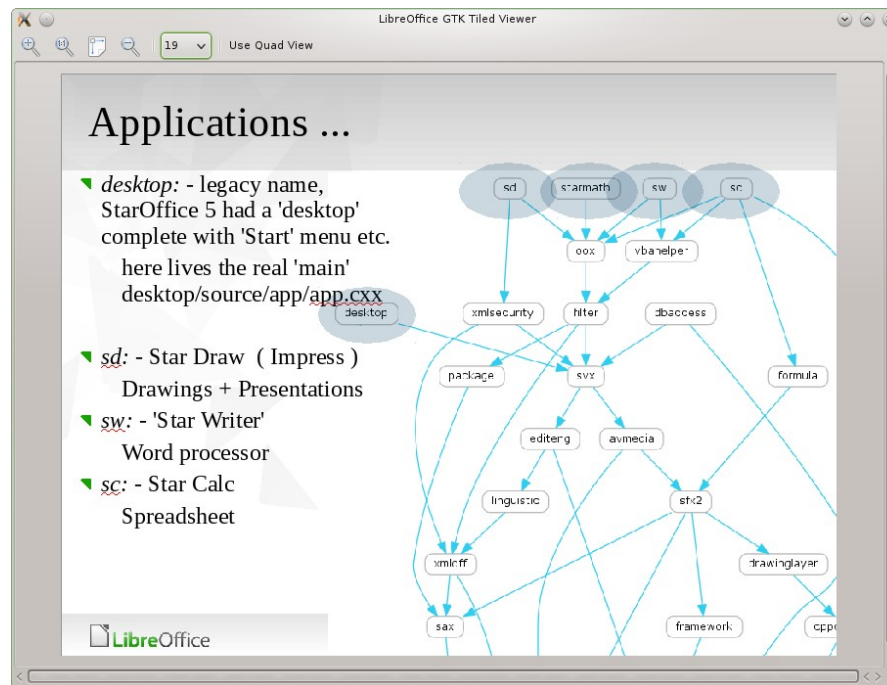 LibreOffice GTK Tiled Viewer
19 Use Quad View
Applications ...
desktop: - legacy name,
StarOffice 5 had a 'desktop'
complete with 'Start' menu etc.
here lives the real 'main'
desktop/source/app/app.cxx
sd: - Star Draw ( Impress )
Drawings + Presentations
sw: - 'Star Writer'
Word processor
sc: - Star Calc
Spreadsheet
LibreOffice
sd starmath sw sc
oox vbahelper
desktop xmlsecurity filter dbaccess
package svx formula
editeng avmedia
linguistic sfx2
xmloff drawinglayer
sax framework